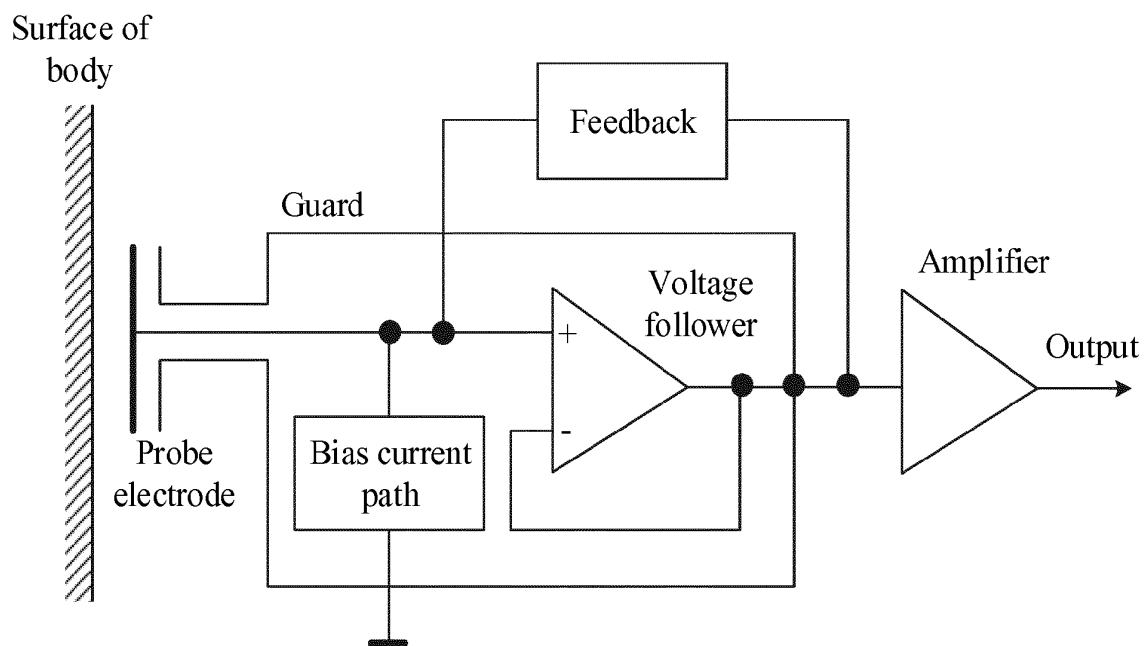 Surface of
body
Feedback
Guard
Amplifier
Voltage
follower
+
Output
-
Probe
electrode
Bias current
path